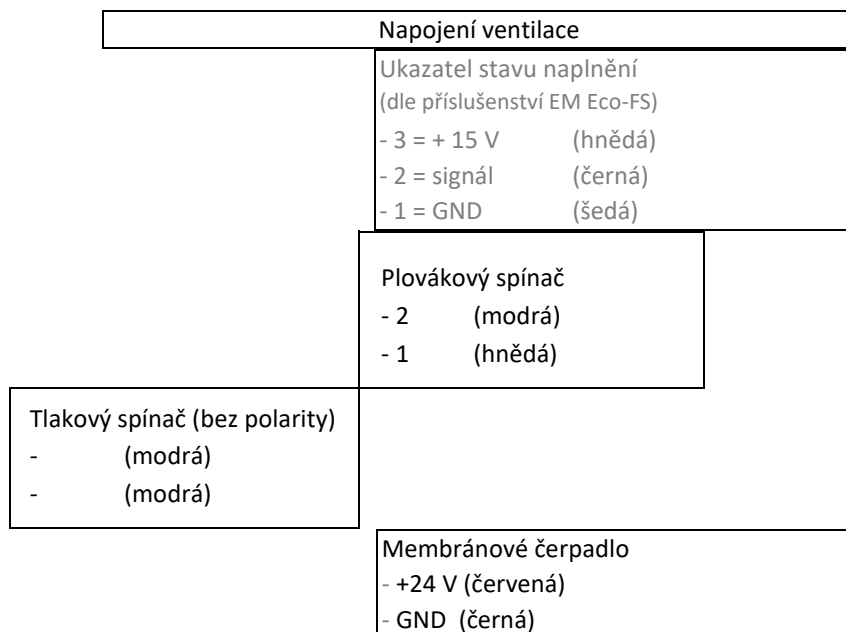 Napojení ventilace
Ukazatel stavu naplnění
(dle příslušenství EM Eco-FS)
- 3 = + 15 V (hnědá)
- 2 = signál (černá)
- 1 = GND (šedá)
Plovákový spínač
- 2 (modrá)
- 1 (hnědá)
Tlakový spínač (bez polarity)
- (modrá)
- (modrá)
Membránové čerpadlo
- +24 V (červená)
- GND (černá)